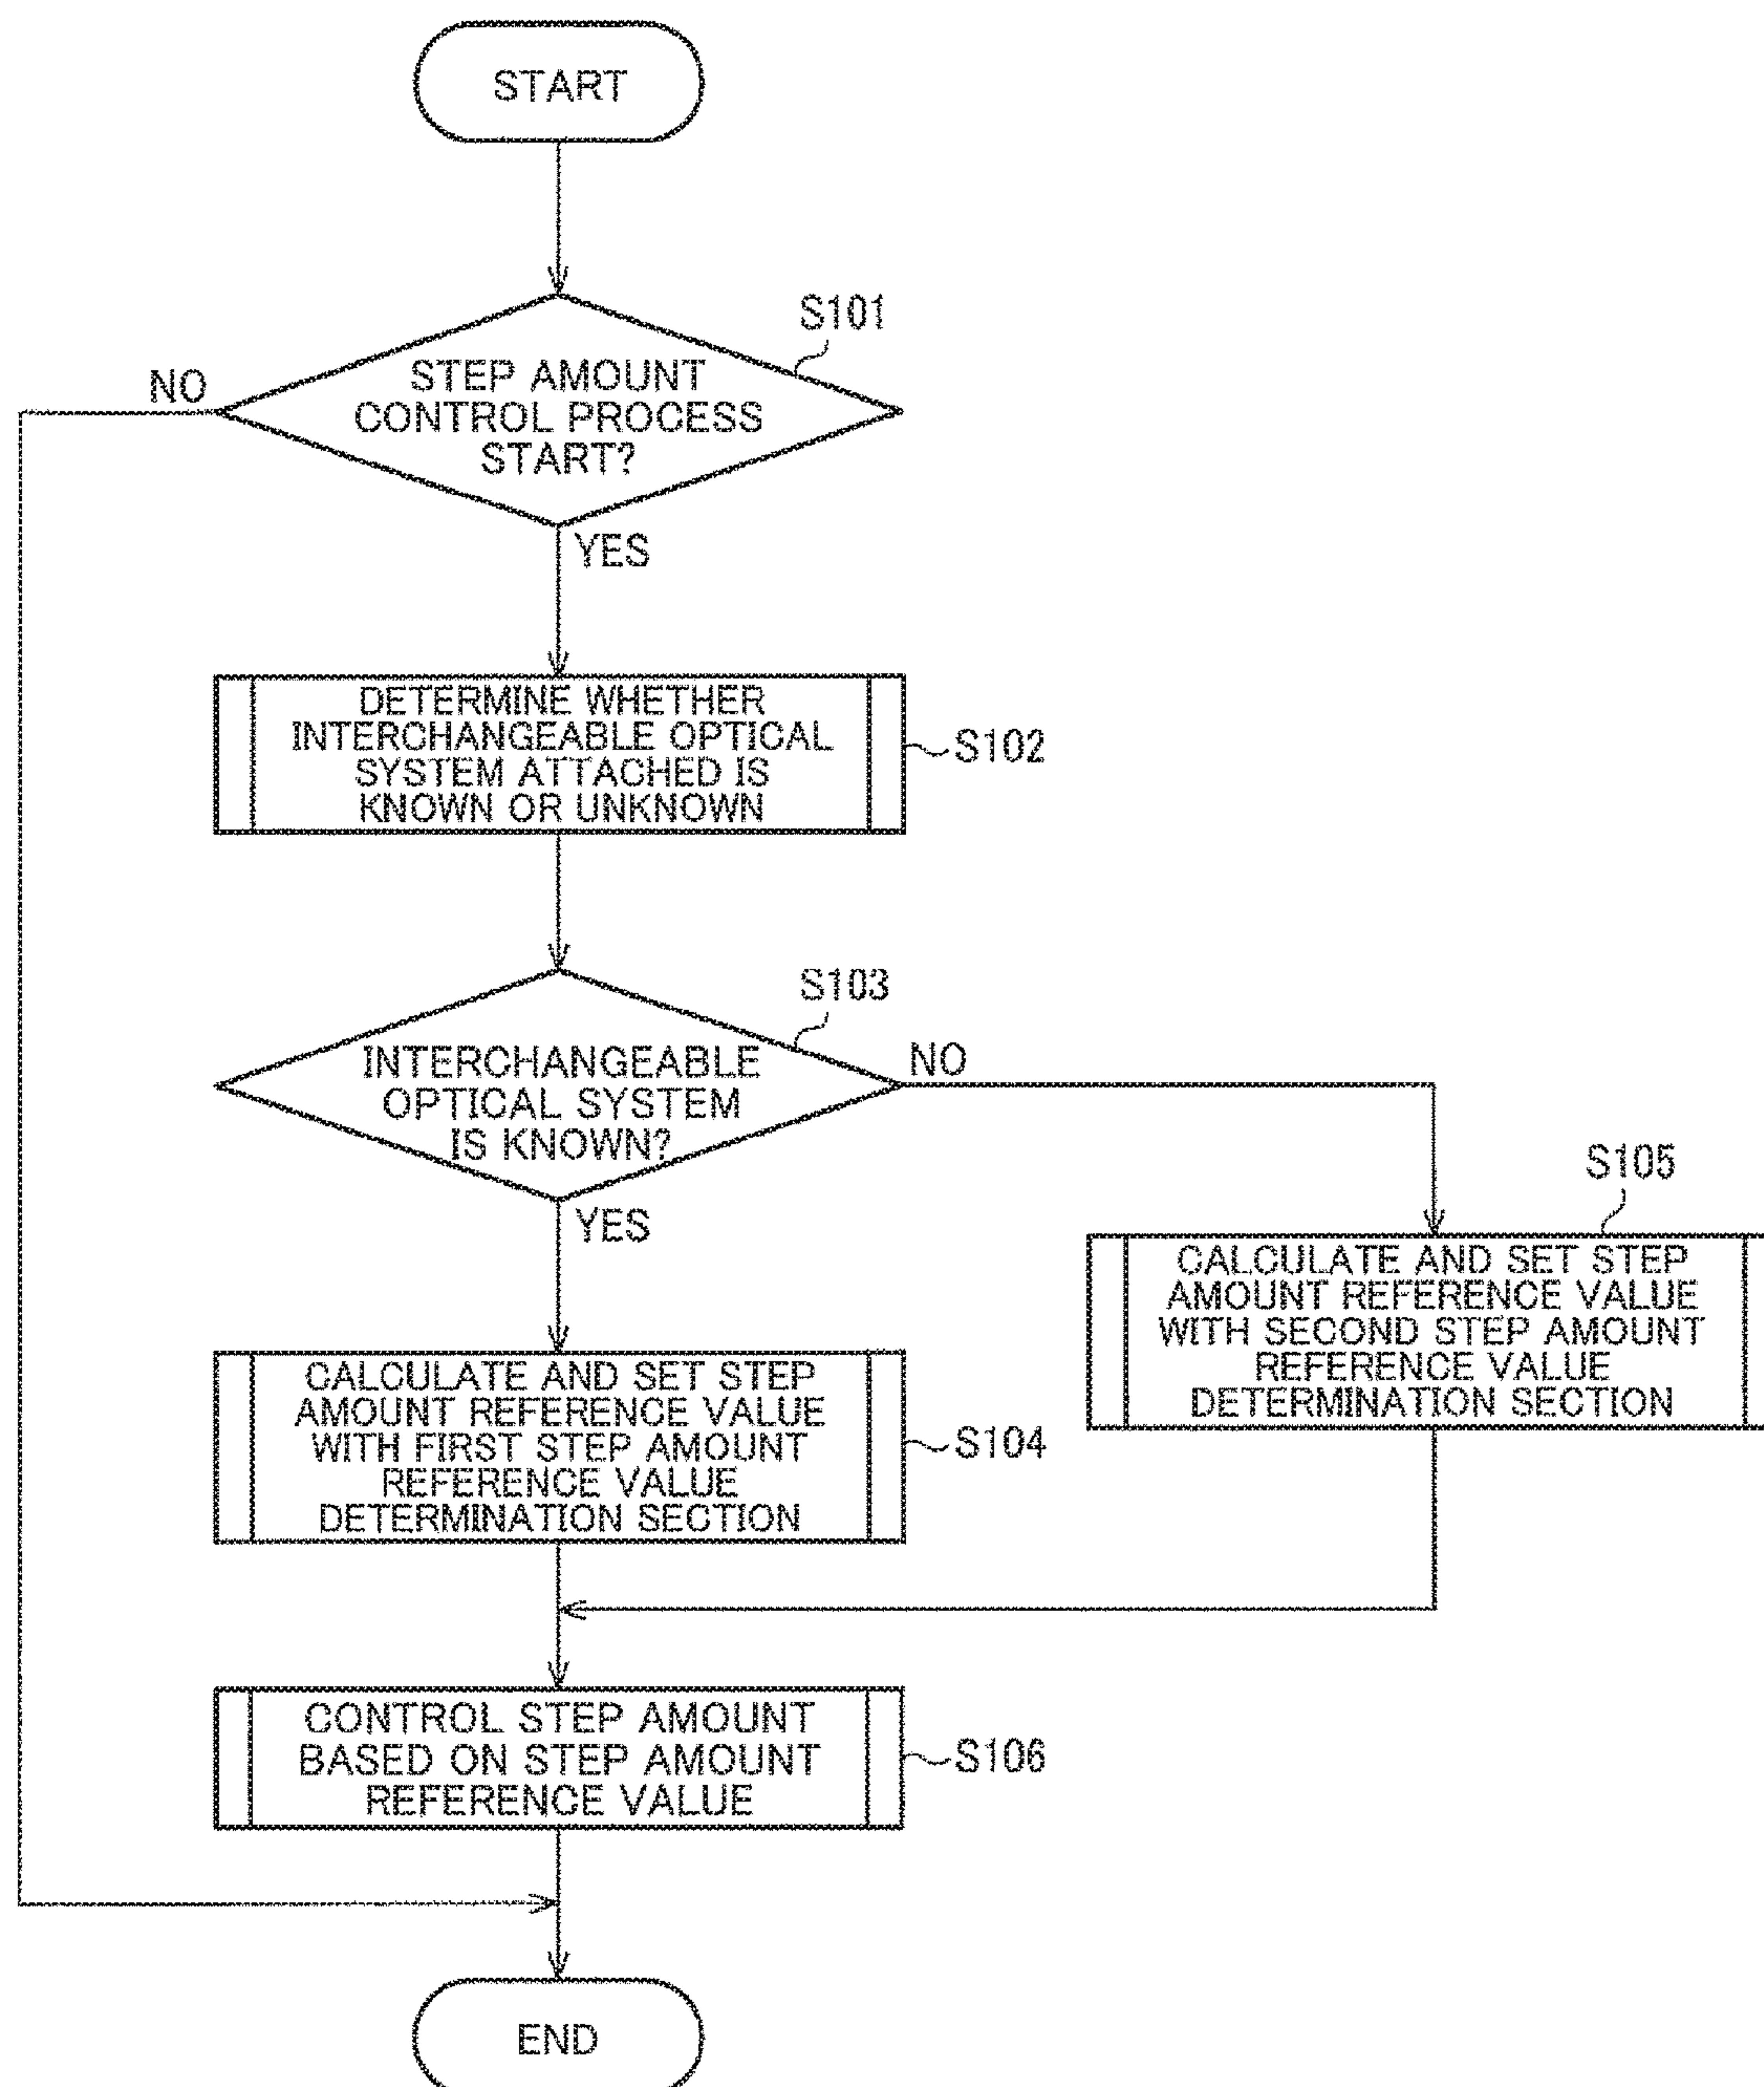 START
S101
NO
STEP AMOUNT
CONTROL PROCESS
START?
YES
DETERMINE WHETHER
INTERCHANGEABLE OPTICAL
SYSTEM ATTACHED IS
KNOWN OR UNKNOWN
S102
S103
INTERCHANGEABLE
OPTICAL SYSTEM
IS KNOWN?
NO
YES
S105
CALCULATE AND SET STEP
AMOUNT REFERENCE VALUE
WITH SECOND STEP AMOUNT
REFERENCE VALUE
DETERMINATION SECTION
CALCULATE AND SET STEP
AMOUNT REFERENCE VALUE
WITH FIRST STEP AMOUNT
REFERENCE VALUE
DETERMINATION SECTION
S104
CONTROL STEP AMOUNT
BASED ON STEP AMOUNT
REFERENCE VALUE
S106
END